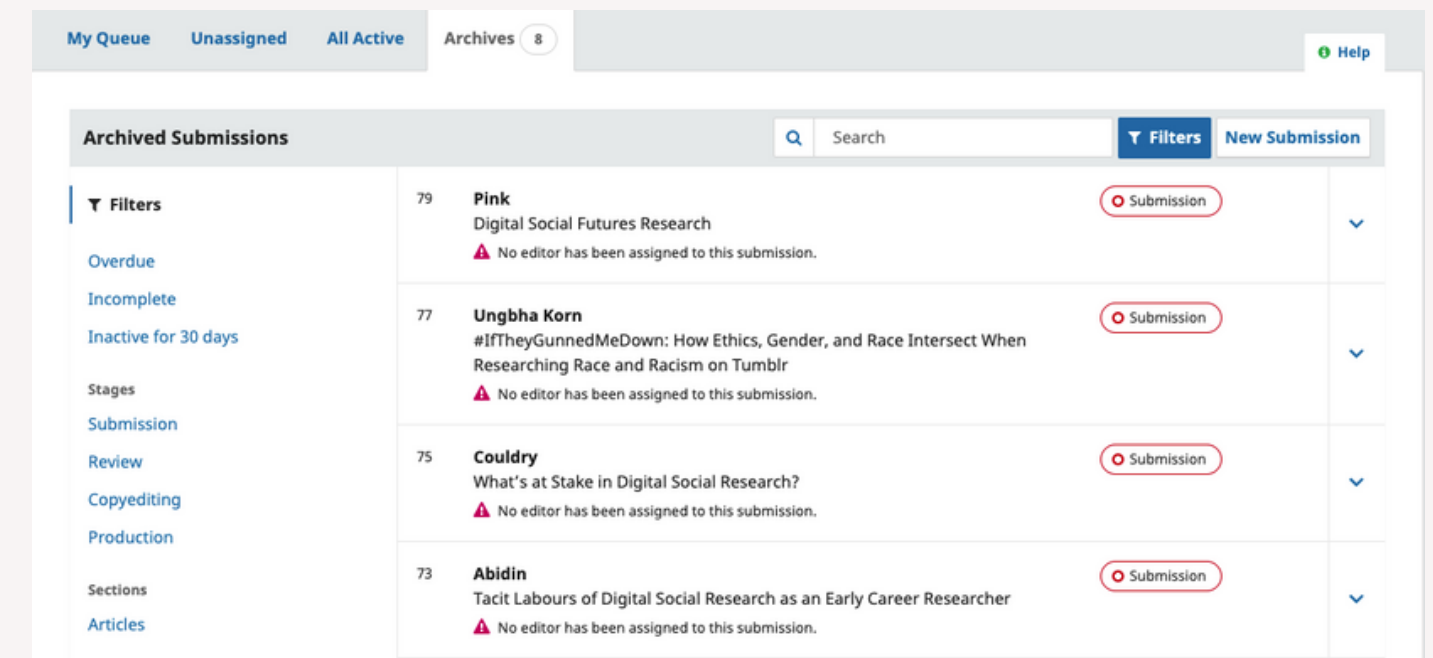 My Queue Unassigned All Active Archives 8
Help
Archived Submissions Search Filters New Submission
Filters
Overdue
Incomplete
Inactive for 30 days
Stages
Submission
Review
Copyediting
Production
Sections
Articles
79 Pink Submission
Digital Social Futures Research
No editor has been assigned to this submission.
77 Ungbha Korn Submission
#IfTheyGunnedMeDown: How Ethics, Gender, and Race Intersect When
Researching Race and Racism on Tumblr
No editor has been assigned to this submission.
75 Couldry Submission
What's at Stake in Digital Social Research?
No editor has been assigned to this submission.
73 Abidin Submission
Tacit Labours of Digital Social Research as an Early Career Researcher
No editor has been assigned to this submission.